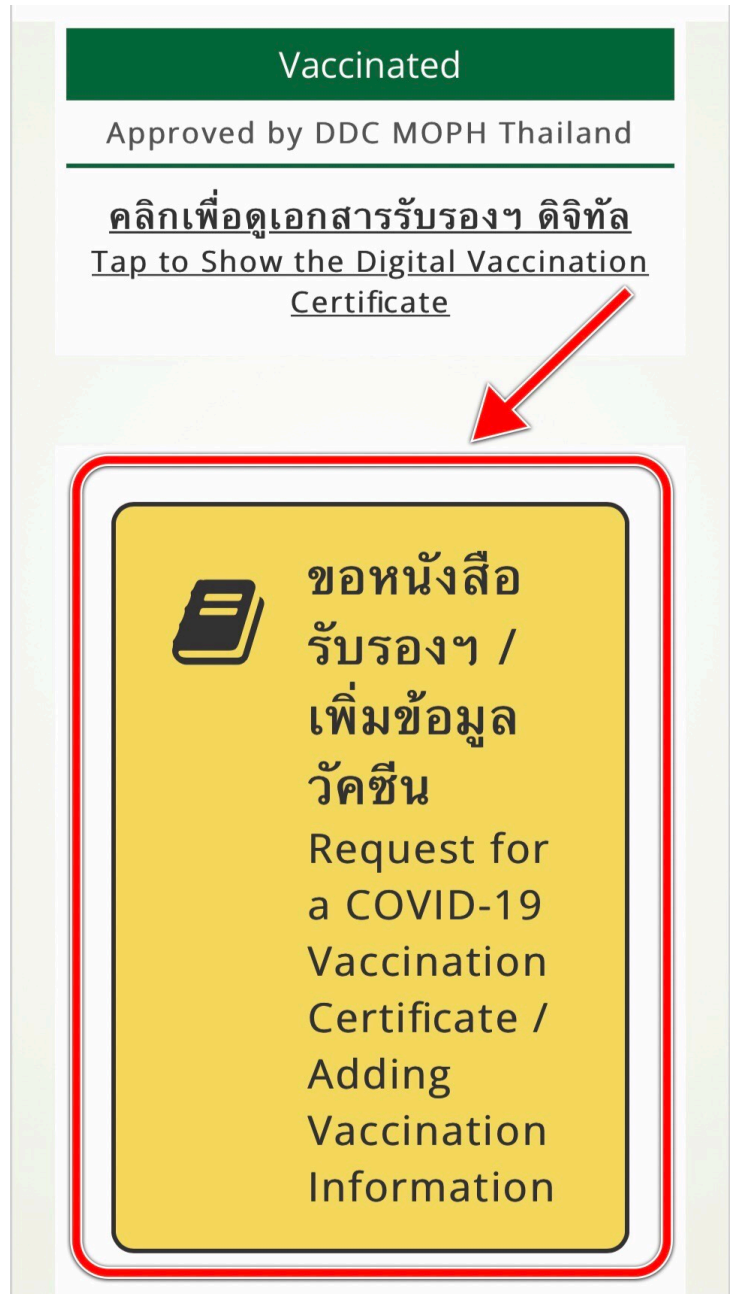 Vaccinated
Approved by DDC MOPH Thailand
คลิกเพื่อดูเอกสารรับรองฯ ดิจิทัล
Tap to Show the Digital Vaccination
Certificate
ขอหนังสือ
รับรองฯ /
เพิ่มข้อมูล
วัคซีน
Request for
a COVID-19
Vaccination
Certificate /
Adding
Vaccination
Information